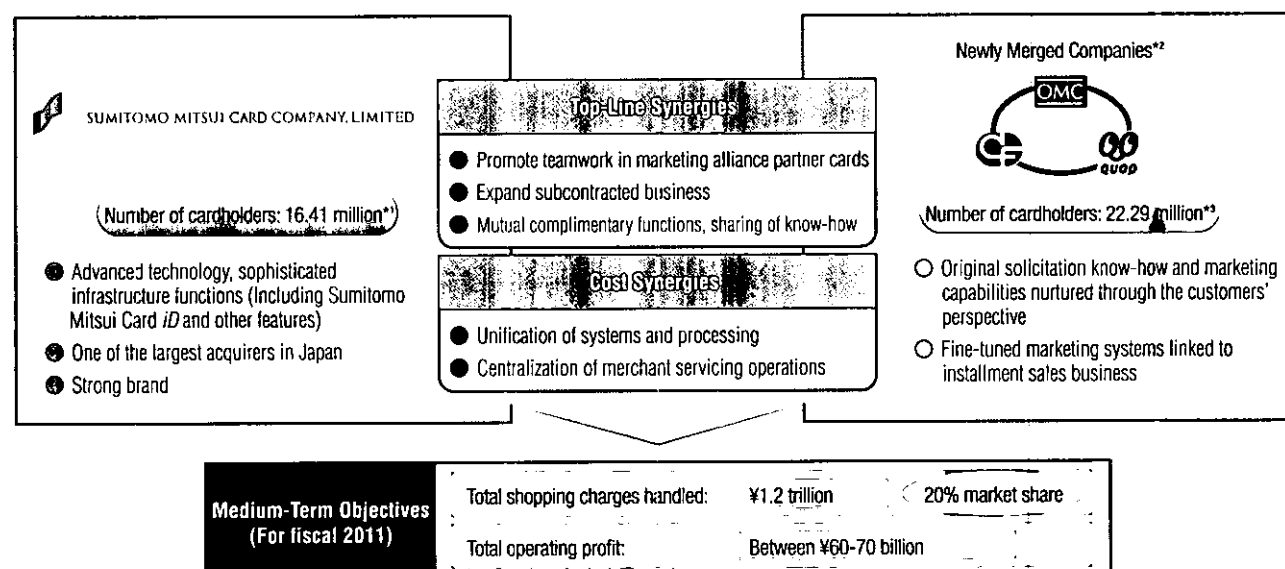 SUMITOMO MITSUI CARD COMPANY, LIMITED
Number of cardholders: 16.41 million*¹
Advanced technology, sophisticated
infrastructure functions (Including Sumitomo
Mitsui Card iD and other features)
One of the largest acquirers in Japan
Strong brand
Top-Line Synergies
Promote teamwork in marketing alliance partner cards
Expand subcontracted business
Mutual complimentary functions, sharing of know-how
Cost Synergies
Unification of systems and processing
Centralization of merchant servicing operations
Newly Merged Companies*²
OMC
QUOQ
Number of cardholders: 22.29 million*³
Original solicitation know-how and marketing
capabilities nurtured through the customers'
perspective
Fine-tuned marketing systems linked to
installment sales business
Medium-Term Objectives
(For fiscal 2011)
Total shopping charges handled: ¥1.2 trillion 20% market share
Total operating profit: Between ¥60-70 billion